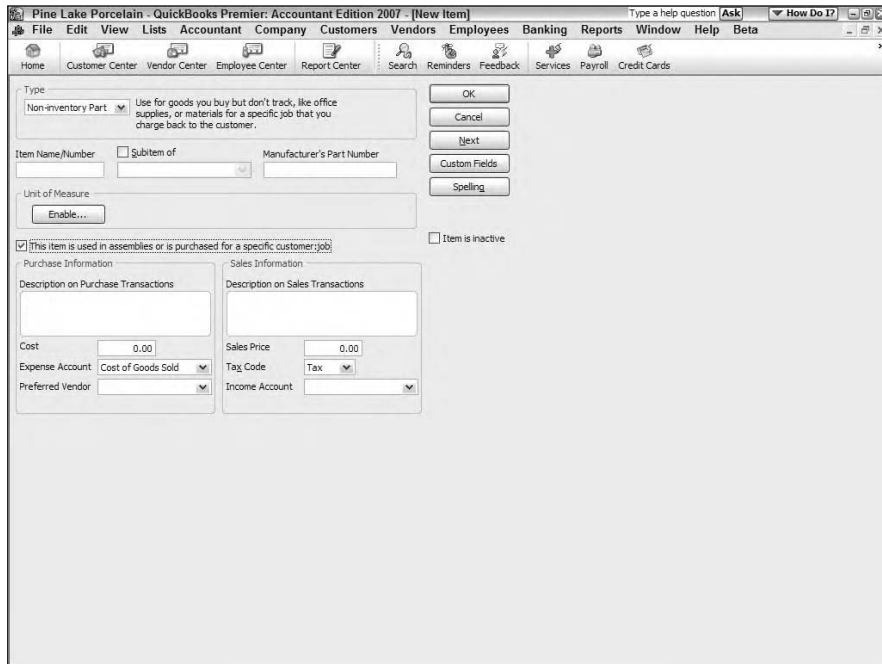 Pine Lake Porcelain - QuickBooks Premier: Accountant Edition 2007 - [New Item]
Type a help question Ask
How Do I?
File Edit View Lists Accountant Company Customers Vendors Employees Banking Reports Window Help Beta
Home Customer Center Vendor Center Employee Center Report Center Search Reminders Feedback Services Payroll Credit Cards
Type
Non-inventory Part
Use for goods you buy but don't track, like office
supplies, or materials for a specific job that you
charge back to the customer.
OK
Cancel
Next
Custom Fields
Spelling
Item Name/Number
Subitem of
Manufacturer's Part Number
Unit of Measure
Enable...
This item is used in assemblies or is purchased for a specific customer:job
Item is inactive
Purchase Information
Description on Purchase Transactions
Cost 0.00
Expense Account Cost of Goods Sold
Preferred Vendor
Sales Information
Description on Sales Transactions
Sales Price 0.00
Tax Code Tax
Income Account